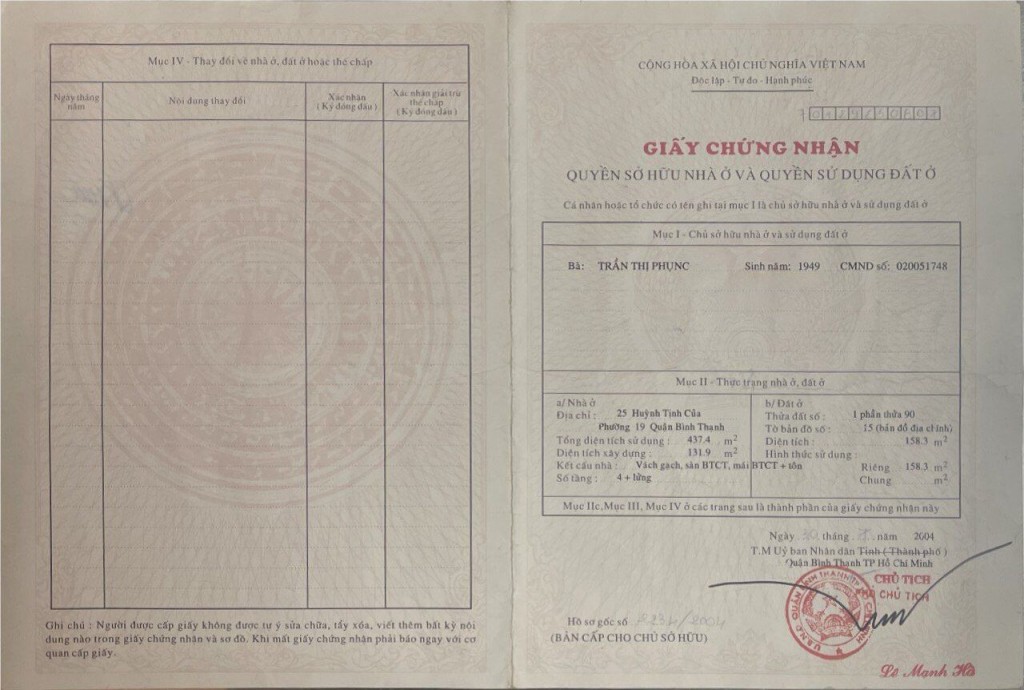 Mục IV - Thay đổi về nhà ở, đất ở hoặc thế chấp
Ngày tháng năm
Nội dung thay đổi
Xác nhận
(Ký đóng dấu)
Xác nhận giải trừ
thế chấp
(Ký đóng dấu)
Ghi chú : Người được cấp giấy không được tự ý sửa chữa, tẩy xóa, viết thêm bất kỳ nội
dung nào trong giấy chứng nhận và sơ đồ. Khi mất giấy chứng nhận phải báo ngay với cơ
quan cấp giấy.
CỘNG HÒA XÃ HỘI CHỦ NGHĨA VIỆT NAM
Độc lập - Tự do - Hạnh phúc
GIẤY CHỨNG NHẬN
QUYỀN SỞ HỮU NHÀ Ở VÀ QUYỀN SỬ DỤNG ĐẤT Ở
Cá nhân hoặc tổ chức có tên ghi tại mục I là chủ sở hữu nhà ở và sử dụng đất ở
Mục I - Chủ sở hữu nhà ở và sử dụng đất ở
Bà: TRẦN THỊ PHỤNG Sinh năm: 1949 CMND số: 020051748
Mục II - Thực trạng nhà ở, đất ở
a/ Nhà ở
Địa chỉ : 25 Huỳnh Tịnh Của
Phường 19 Quận Bình Thạnh
Tổng diện tích sử dụng : 437.4 m²
Diện tích xây dựng : 131.9 m²
Kết cấu nhà : Vách gạch, sàn BTCT, mái BTCT + tôn
Số tầng : 4 + lửng
b/ Đất ở
Thửa đất số : 1 phần thửa 90
Tờ bản đồ số : 15 (bản đồ địa chính)
Diện tích : 158.3 m²
Hình thức sử dụng :
Riêng 158.3 m²
Chung m²
Mục IIc, Mục III, Mục IV ở các trang sau là thành phần của giấy chứng nhận này
Ngày tháng năm 2004
T.M Uỷ ban Nhân dân Tỉnh ( Thành phố )
Quận Bình Thạnh TP Hồ Chí Minh
CHỦ TỊCH
PHÓ CHỦ TỊCH
Hồ sơ gốc số /2004
(BẢN CẤP CHO CHỦ SỞ HỮU)
Lê Mạnh Hà